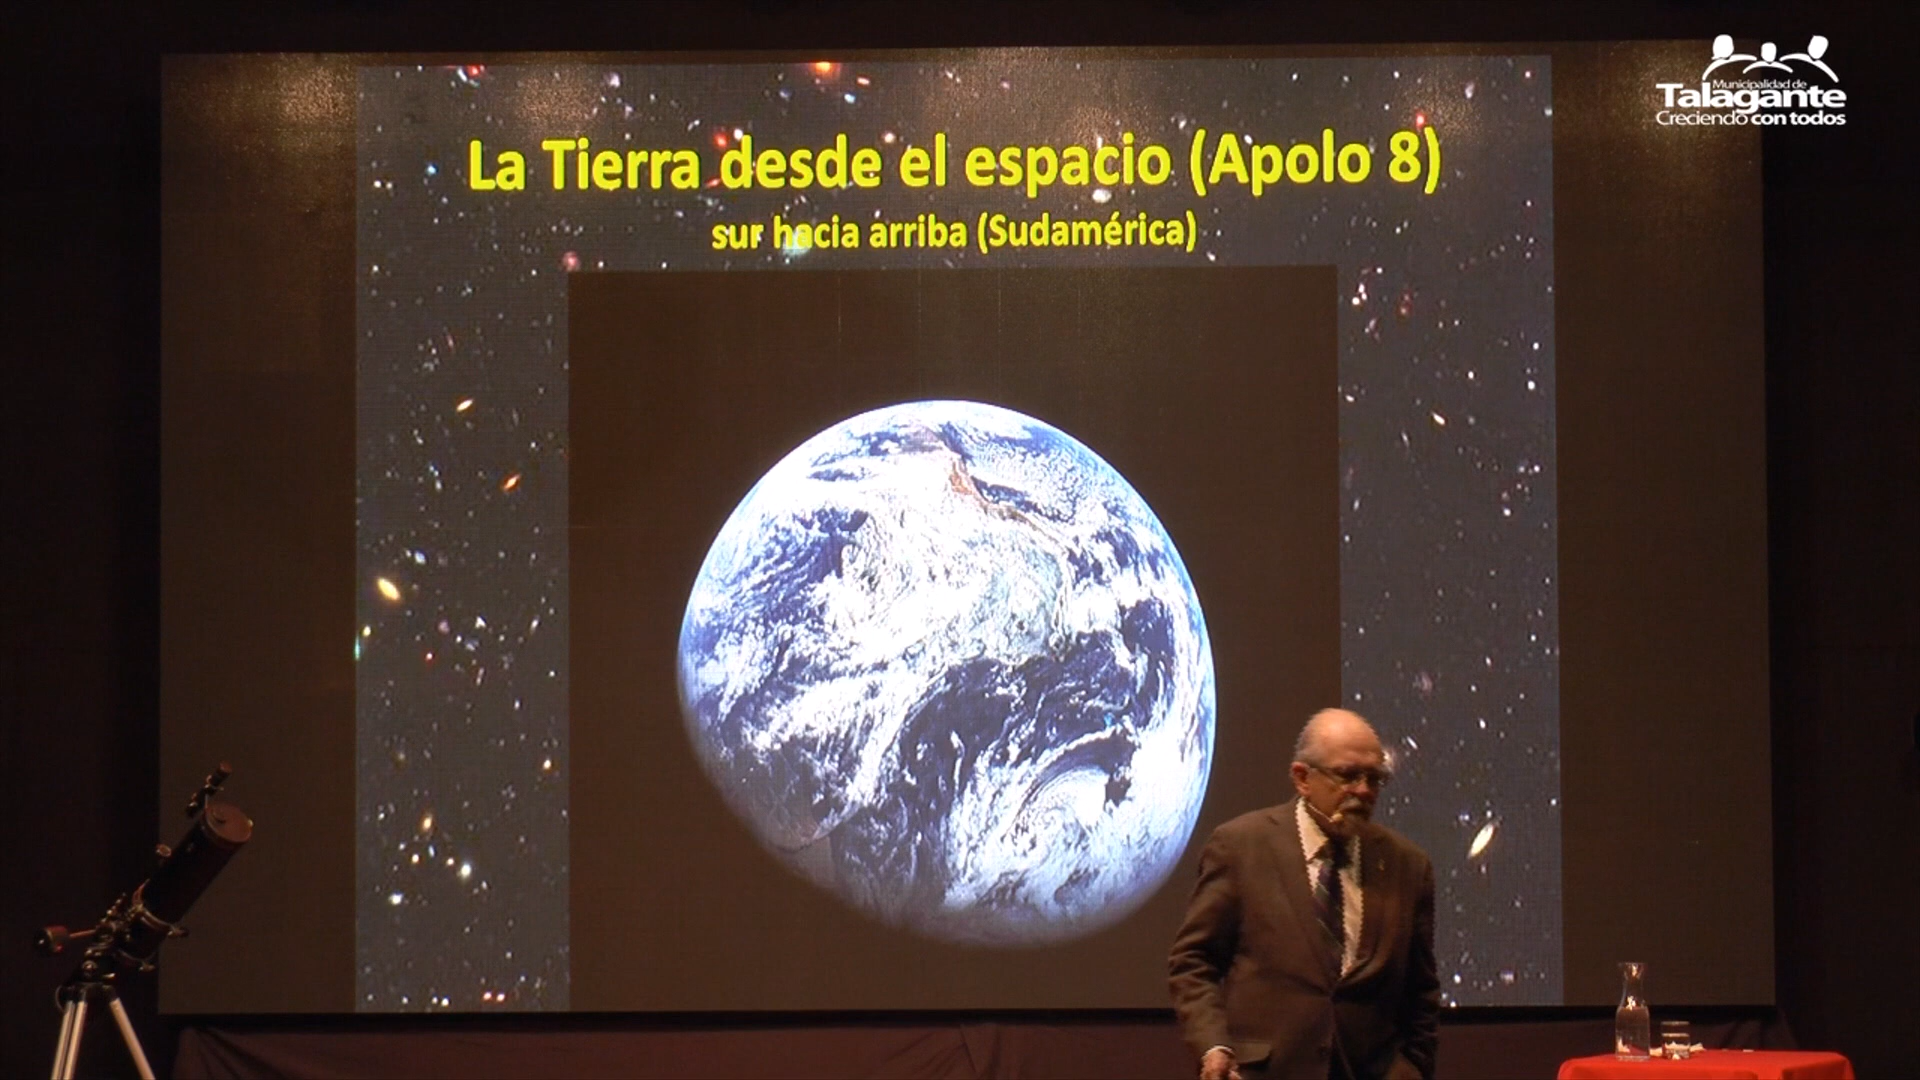 Municipalidad de
Talagante
Creciendo con todos
La Tierra desde el espacio (Apolo 8)
sur hacia arriba (Sudamérica)